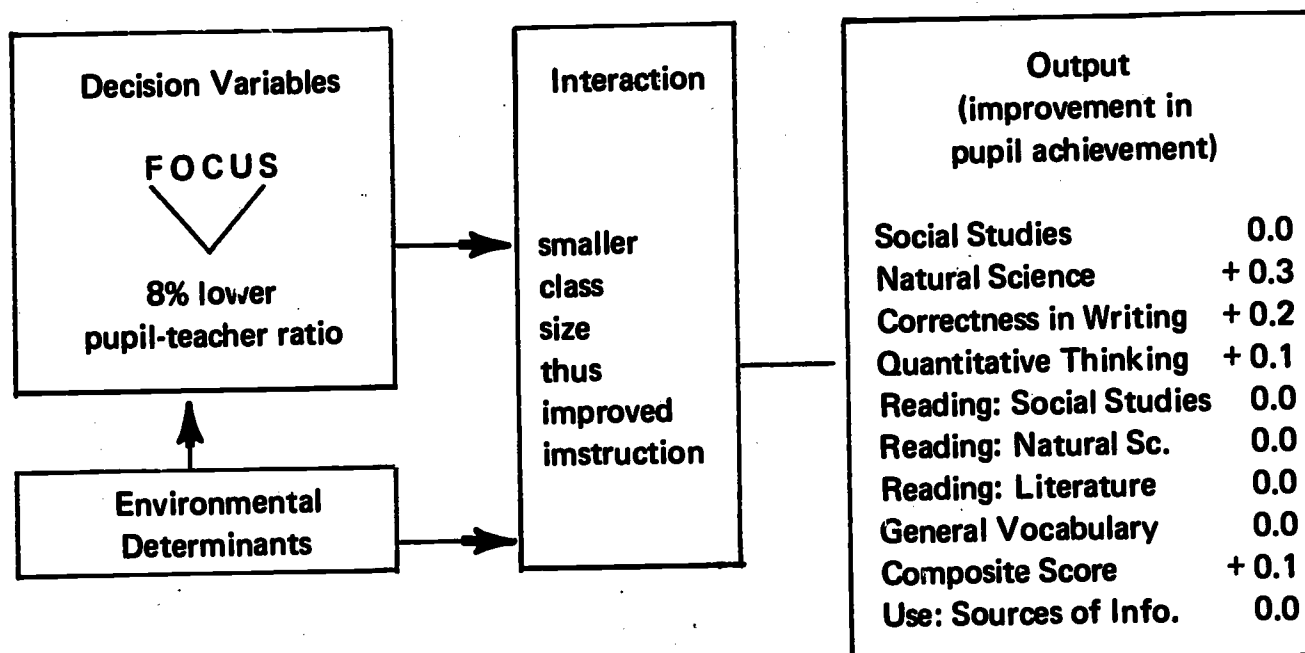 Decision Variables
FOCUS
8% lower
pupil-teacher ratio
Environmental
Determinants
Interaction
smaller
class
size
thus
improved
imstruction
Output
(improvement in
pupil achievement)
Social Studies 0.0
Natural Science + 0.3
Correctness in Writing + 0.2
Quantitative Thinking + 0.1
Reading: Social Studies 0.0
Reading: Natural Sc. 0.0
Reading: Literature 0.0
General Vocabulary 0.0
Composite Score + 0.1
Use: Sources of Info. 0.0